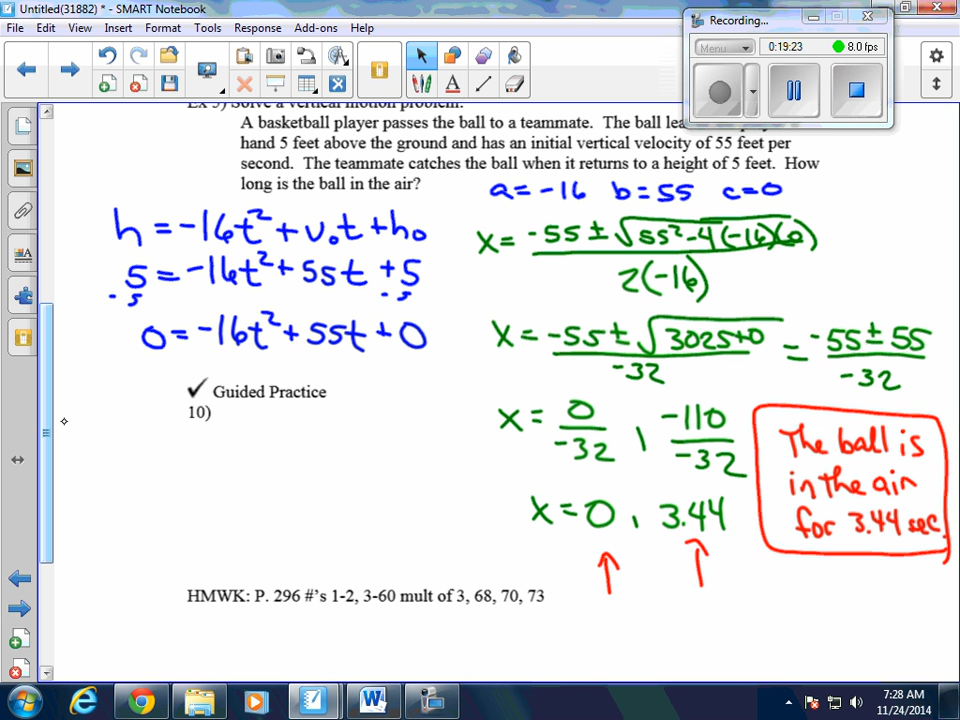 Untitled(31882) * - SMART Notebook
File Edit View Insert Format Tools Response Add-ons Help
Recording...
Menu 0:19:23 8.0 fps
Ex 5) Solve a vertical motion problem.
A basketball player passes the ball to a teammate. The ball
hand 5 feet above the ground and has an initial vertical velocity of 55 feet per
second. The teammate catches the ball when it returns to a height of 5 feet. How
long is the ball in the air?
a = -16 b = 55 c = 0
h = -16t² + v₀t + h₀
5 = -16t² + 55t + 5
-5 -5
0 = -16t² + 55t + 0
x = -55 ± √55² - 4(-16)(0)
2(-16)
x = -55 ± √3025+0 = -55 ± 55
-32 -32
x = 0 , -110
-32 -32
x = 0 , 3.44
The ball is
in the air
for 3.44 sec.
✓ Guided Practice
10)
HMWK: P. 296 #'s 1-2, 3-60 mult of 3, 68, 70, 73
7:28 AM
11/24/2014